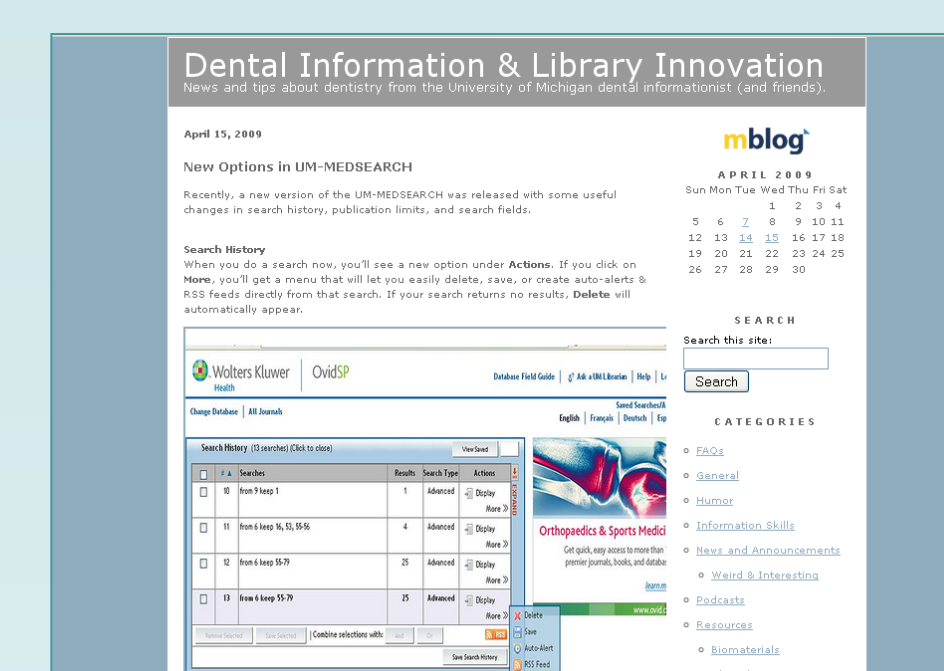 Dental Information & Library Innovation
News and tips about dentistry from the University of Michigan dental informationist (and friends).
April 15, 2009
New Options in UM-MEDSEARCH
Recently, a new version of the UM-MEDSEARCH was released with some useful
changes in search history, publication limits, and search fields.
Search History
When you do a search now, you'll see a new option under Actions. If you click on
More, you'll get a menu that will let you easily delete, save, or create auto-alerts &
RSS feeds directly from that search. If your search returns no results, Delete will
automatically appear.
Wolters Kluwer OvidSP
Health
Database Field Guide | Ask a UM Librarian | Help |
Change Database | All Journals
Saved Searches/A
English | Français | Deutsch | Esp
Search History (13 searches) (Click to close) View Saved
# ▲ Searches Results Search Type Actions
10 from 9 keep 1 1 Advanced Display
More »
11 from 6 keep 16, 53, 55-56 4 Advanced Display
More »
12 from 6 keep 55-79 25 Advanced Display
More »
13 from 6 keep 55-79 25 Advanced Display
More »
EXPAND
Remove Selected Save Selected | Combine selections with: And Or RSS
Save Search History
Delete
Save
Auto-Alert
RSS Feed
Orthopaedics & Sports Medici
Get quick, easy access to more than
premier journals, books, and databas
learn m
www.ovid.c
mblog
APRIL 2009
Sun Mon Tue Wed Thu Fri Sat
1 2 3 4
5 6 7 8 9 10 11
12 13 14 15 16 17 18
19 20 21 22 23 24 25
26 27 28 29 30
SEARCH
Search this site:
Search
CATEGORIES
FAQs
General
Humor
Information Skills
News and Announcements
Weird & Interesting
Podcasts
Resources
Biomaterials